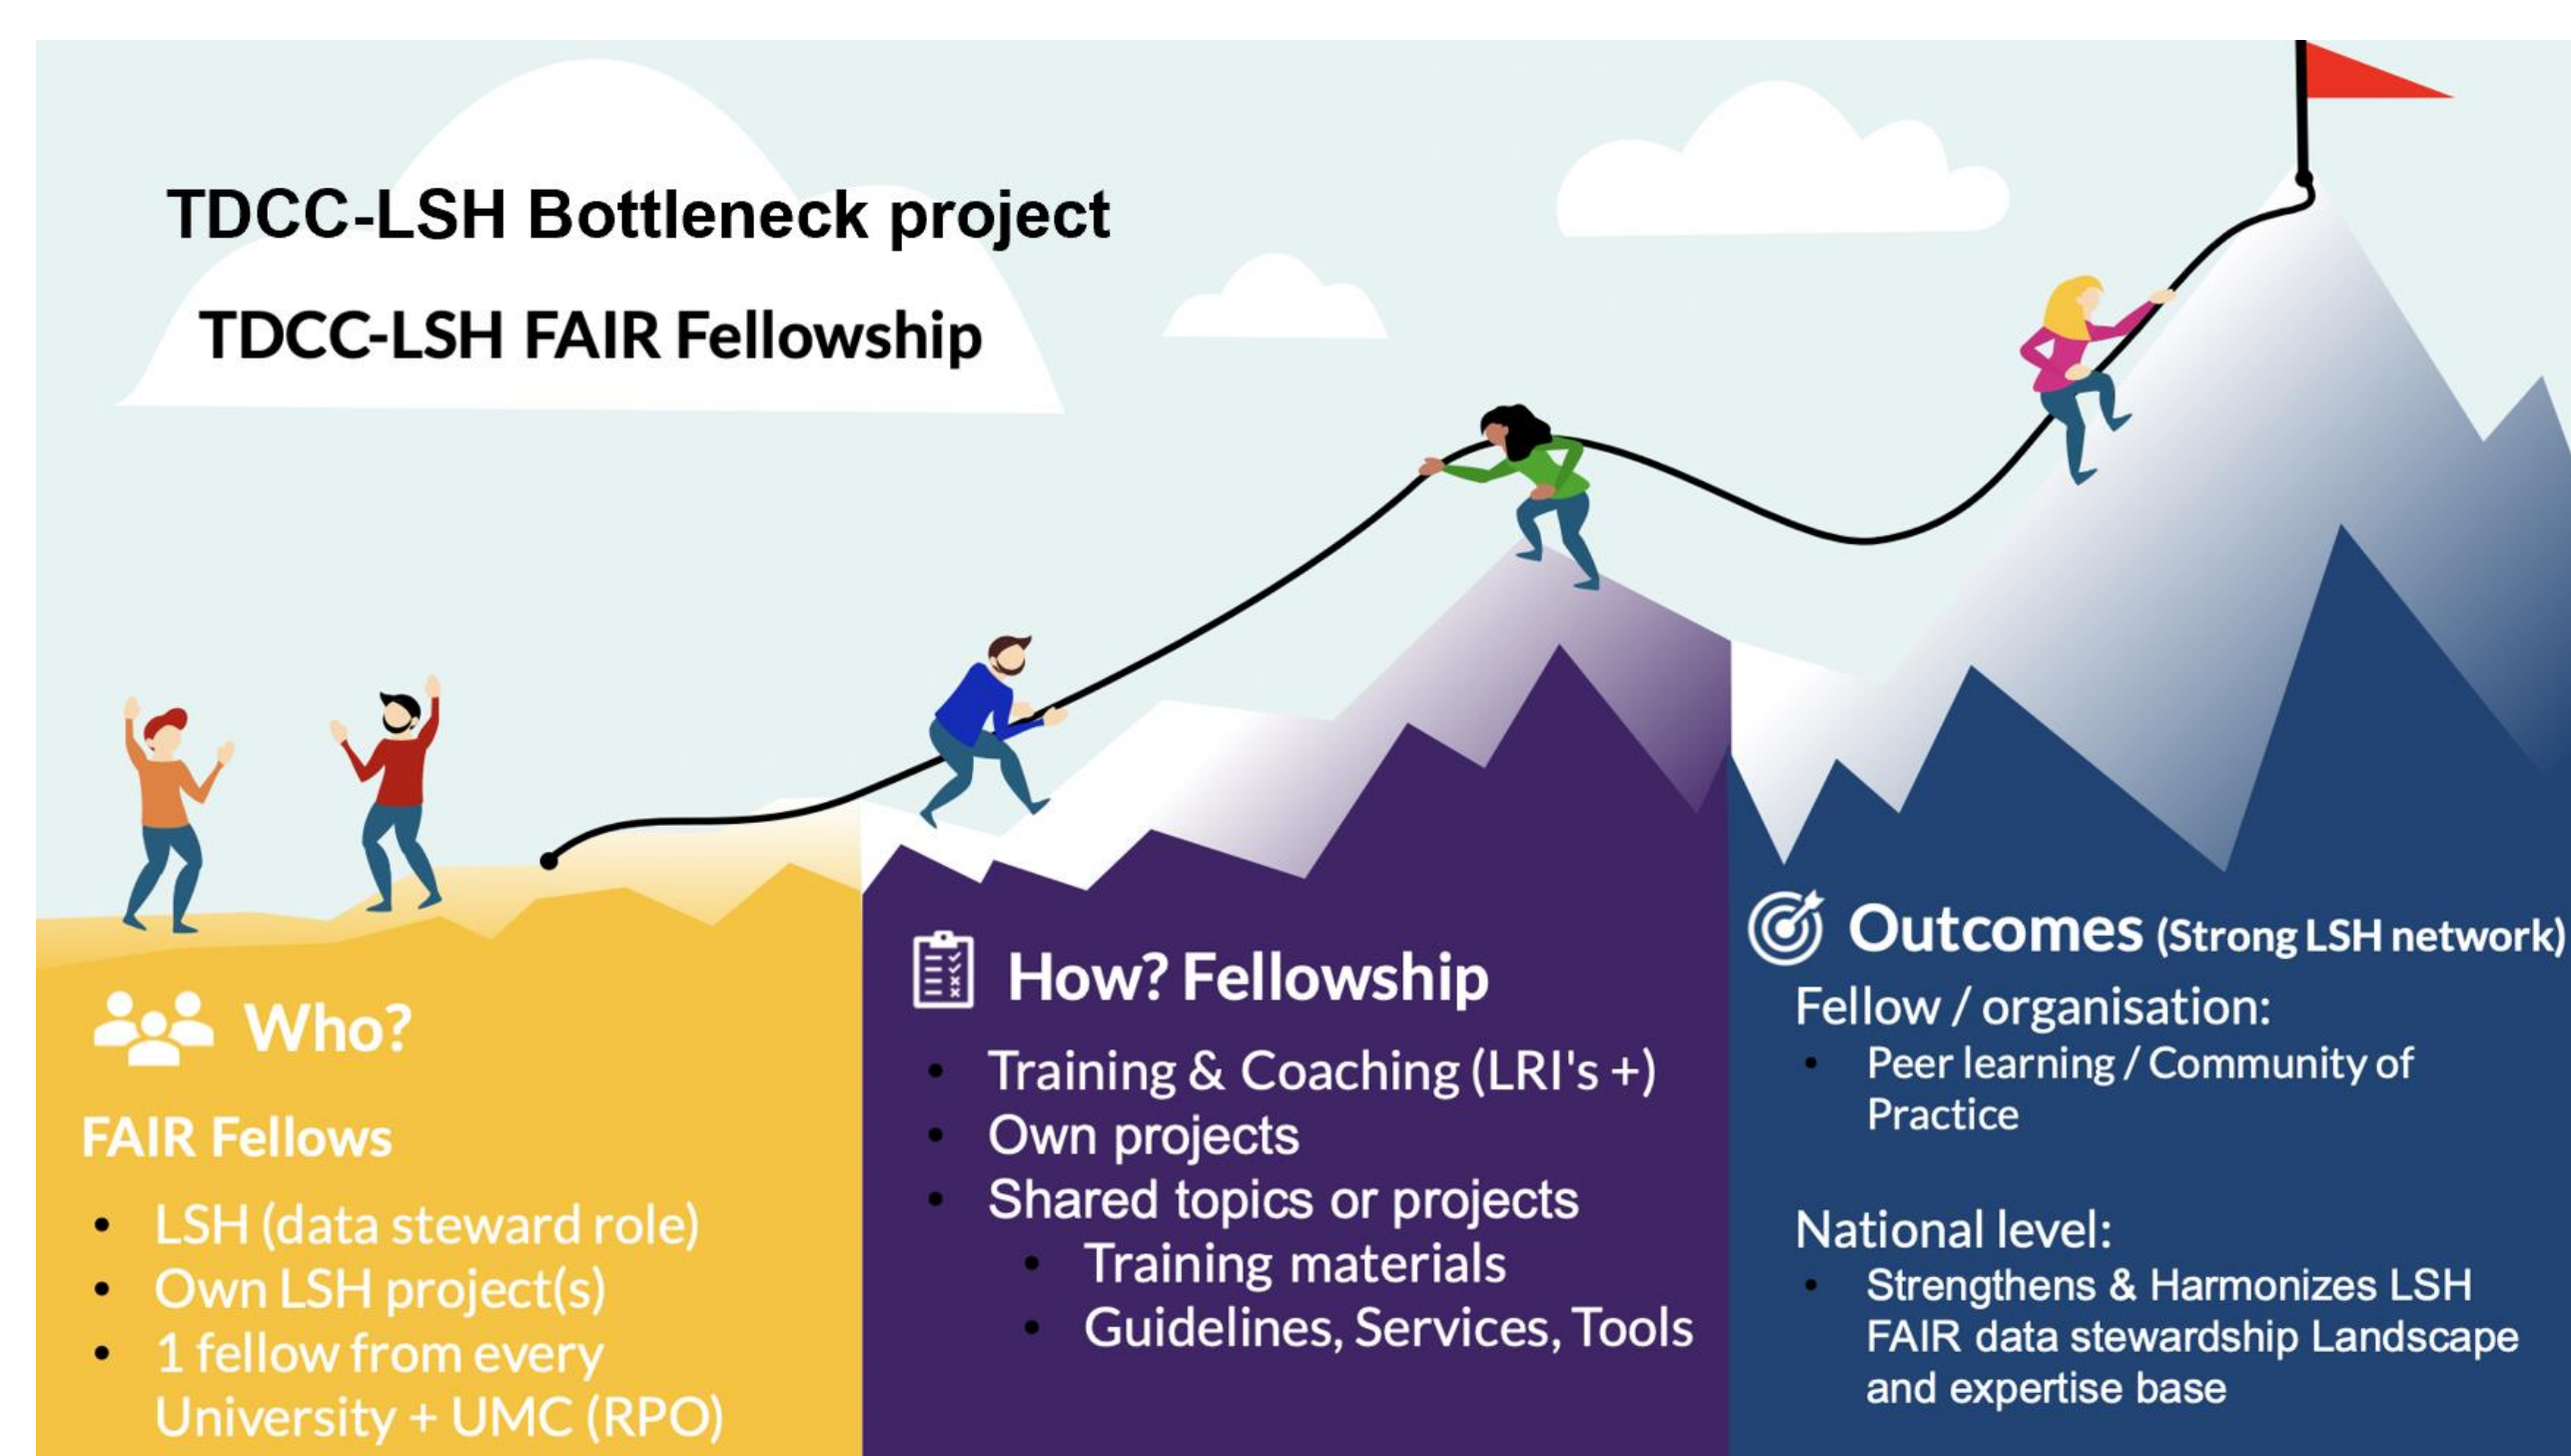 TDCC-LSH Bottleneck project
TDCC-LSH FAIR Fellowship
Who?
FAIR Fellows
• LSH (data steward role)
• Own LSH project(s)
• 1 fellow from every
University + UMC (RPO)
How? Fellowship
• Training & Coaching (LRI's +)
• Own projects
• Shared topics or projects
• Training materials
• Guidelines, Services, Tools
Outcomes (Strong LSH network)
Fellow / organisation:
• Peer learning / Community of
Practice
National level:
• Strengthens & Harmonizes LSH
FAIR data stewardship Landscape
and expertise base